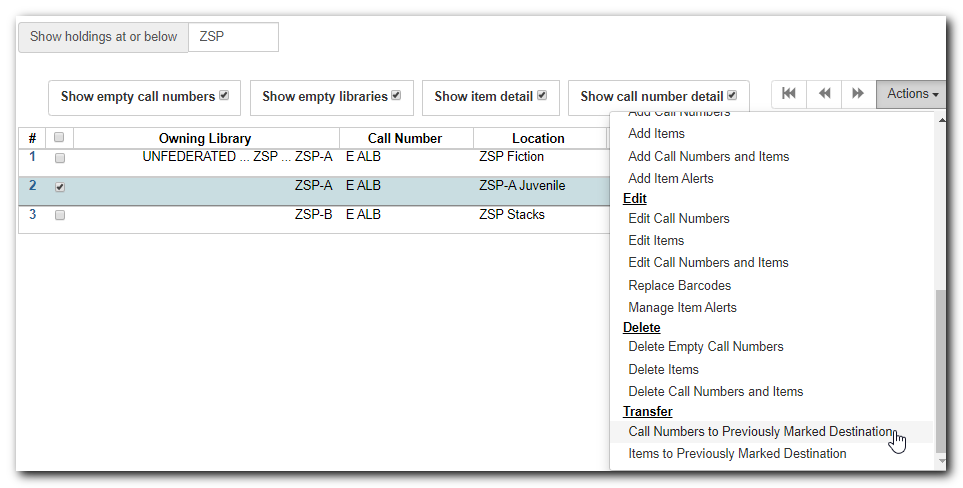 Show holdings at or below ZSP
Show empty call numbers Show empty libraries Show item detail Show call number detail Actions
# Owning Library Call Number Location
1 UNFEDERATED ... ZSP ... ZSP-A E ALB ZSP Fiction
2 ZSP-A E ALB ZSP-A Juvenile
3 ZSP-B E ALB ZSP Stacks
Add Call Numbers
Add Items
Add Call Numbers and Items
Add Item Alerts
Edit
Edit Call Numbers
Edit Items
Edit Call Numbers and Items
Replace Barcodes
Manage Item Alerts
Delete
Delete Empty Call Numbers
Delete Items
Delete Call Numbers and Items
Transfer
Call Numbers to Previously Marked Destination
Items to Previously Marked Destination